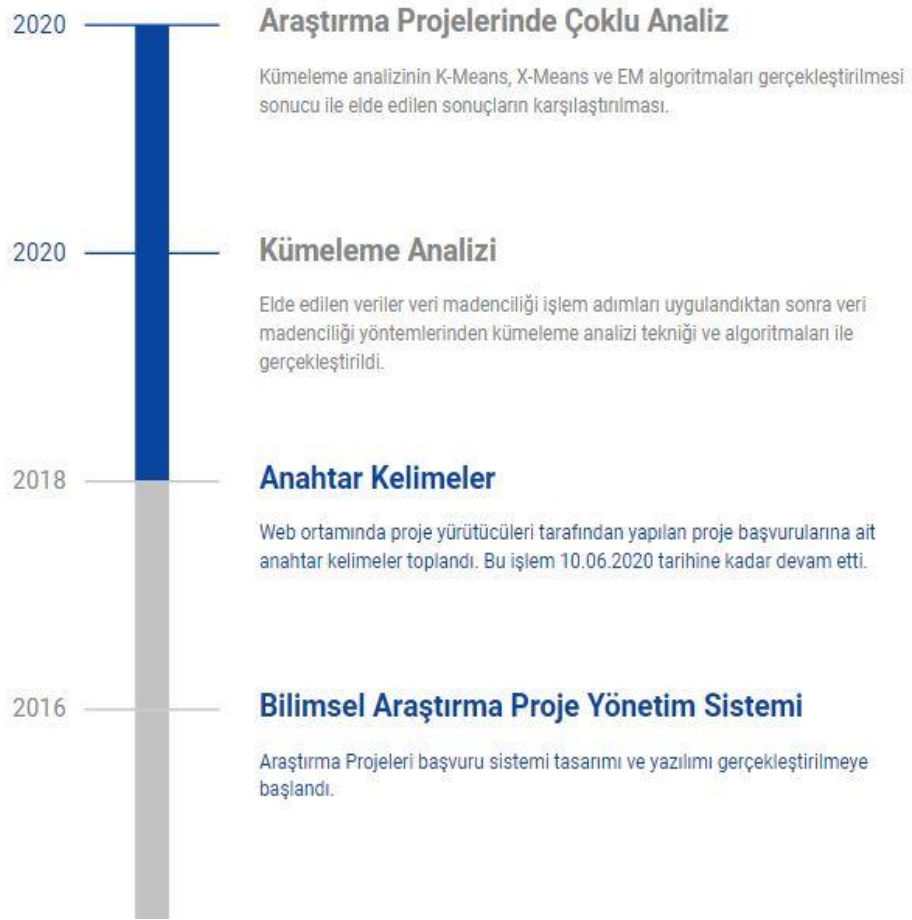 2020
Araştırma Projelerinde Çoklu Analiz
Kümeleme analizinin K-Means, X-Means ve EM algoritmaları gerçekleştirilmesi
sonucu ile elde edilen sonuçların karşılaştırılması.
2020
Kümeleme Analizi
Elde edilen veriler veri madenciliği işlem adımları uygulandıktan sonra veri
madenciliği yöntemlerinden kümeleme analizi tekniği ve algoritmaları ile
gerçekleştirildi.
2018
Anahtar Kelimeler
Web ortamında proje yürütücüleri tarafından yapılan proje başvurularına ait
anahtar kelimeler toplandı. Bu işlem 10.06.2020 tarihine kadar devam etti.
2016
Bilimsel Araştırma Proje Yönetim Sistemi
Araştırma Projeleri başvuru sistemi tasarımı ve yazılımı gerçekleştirilmeye
başlandı.